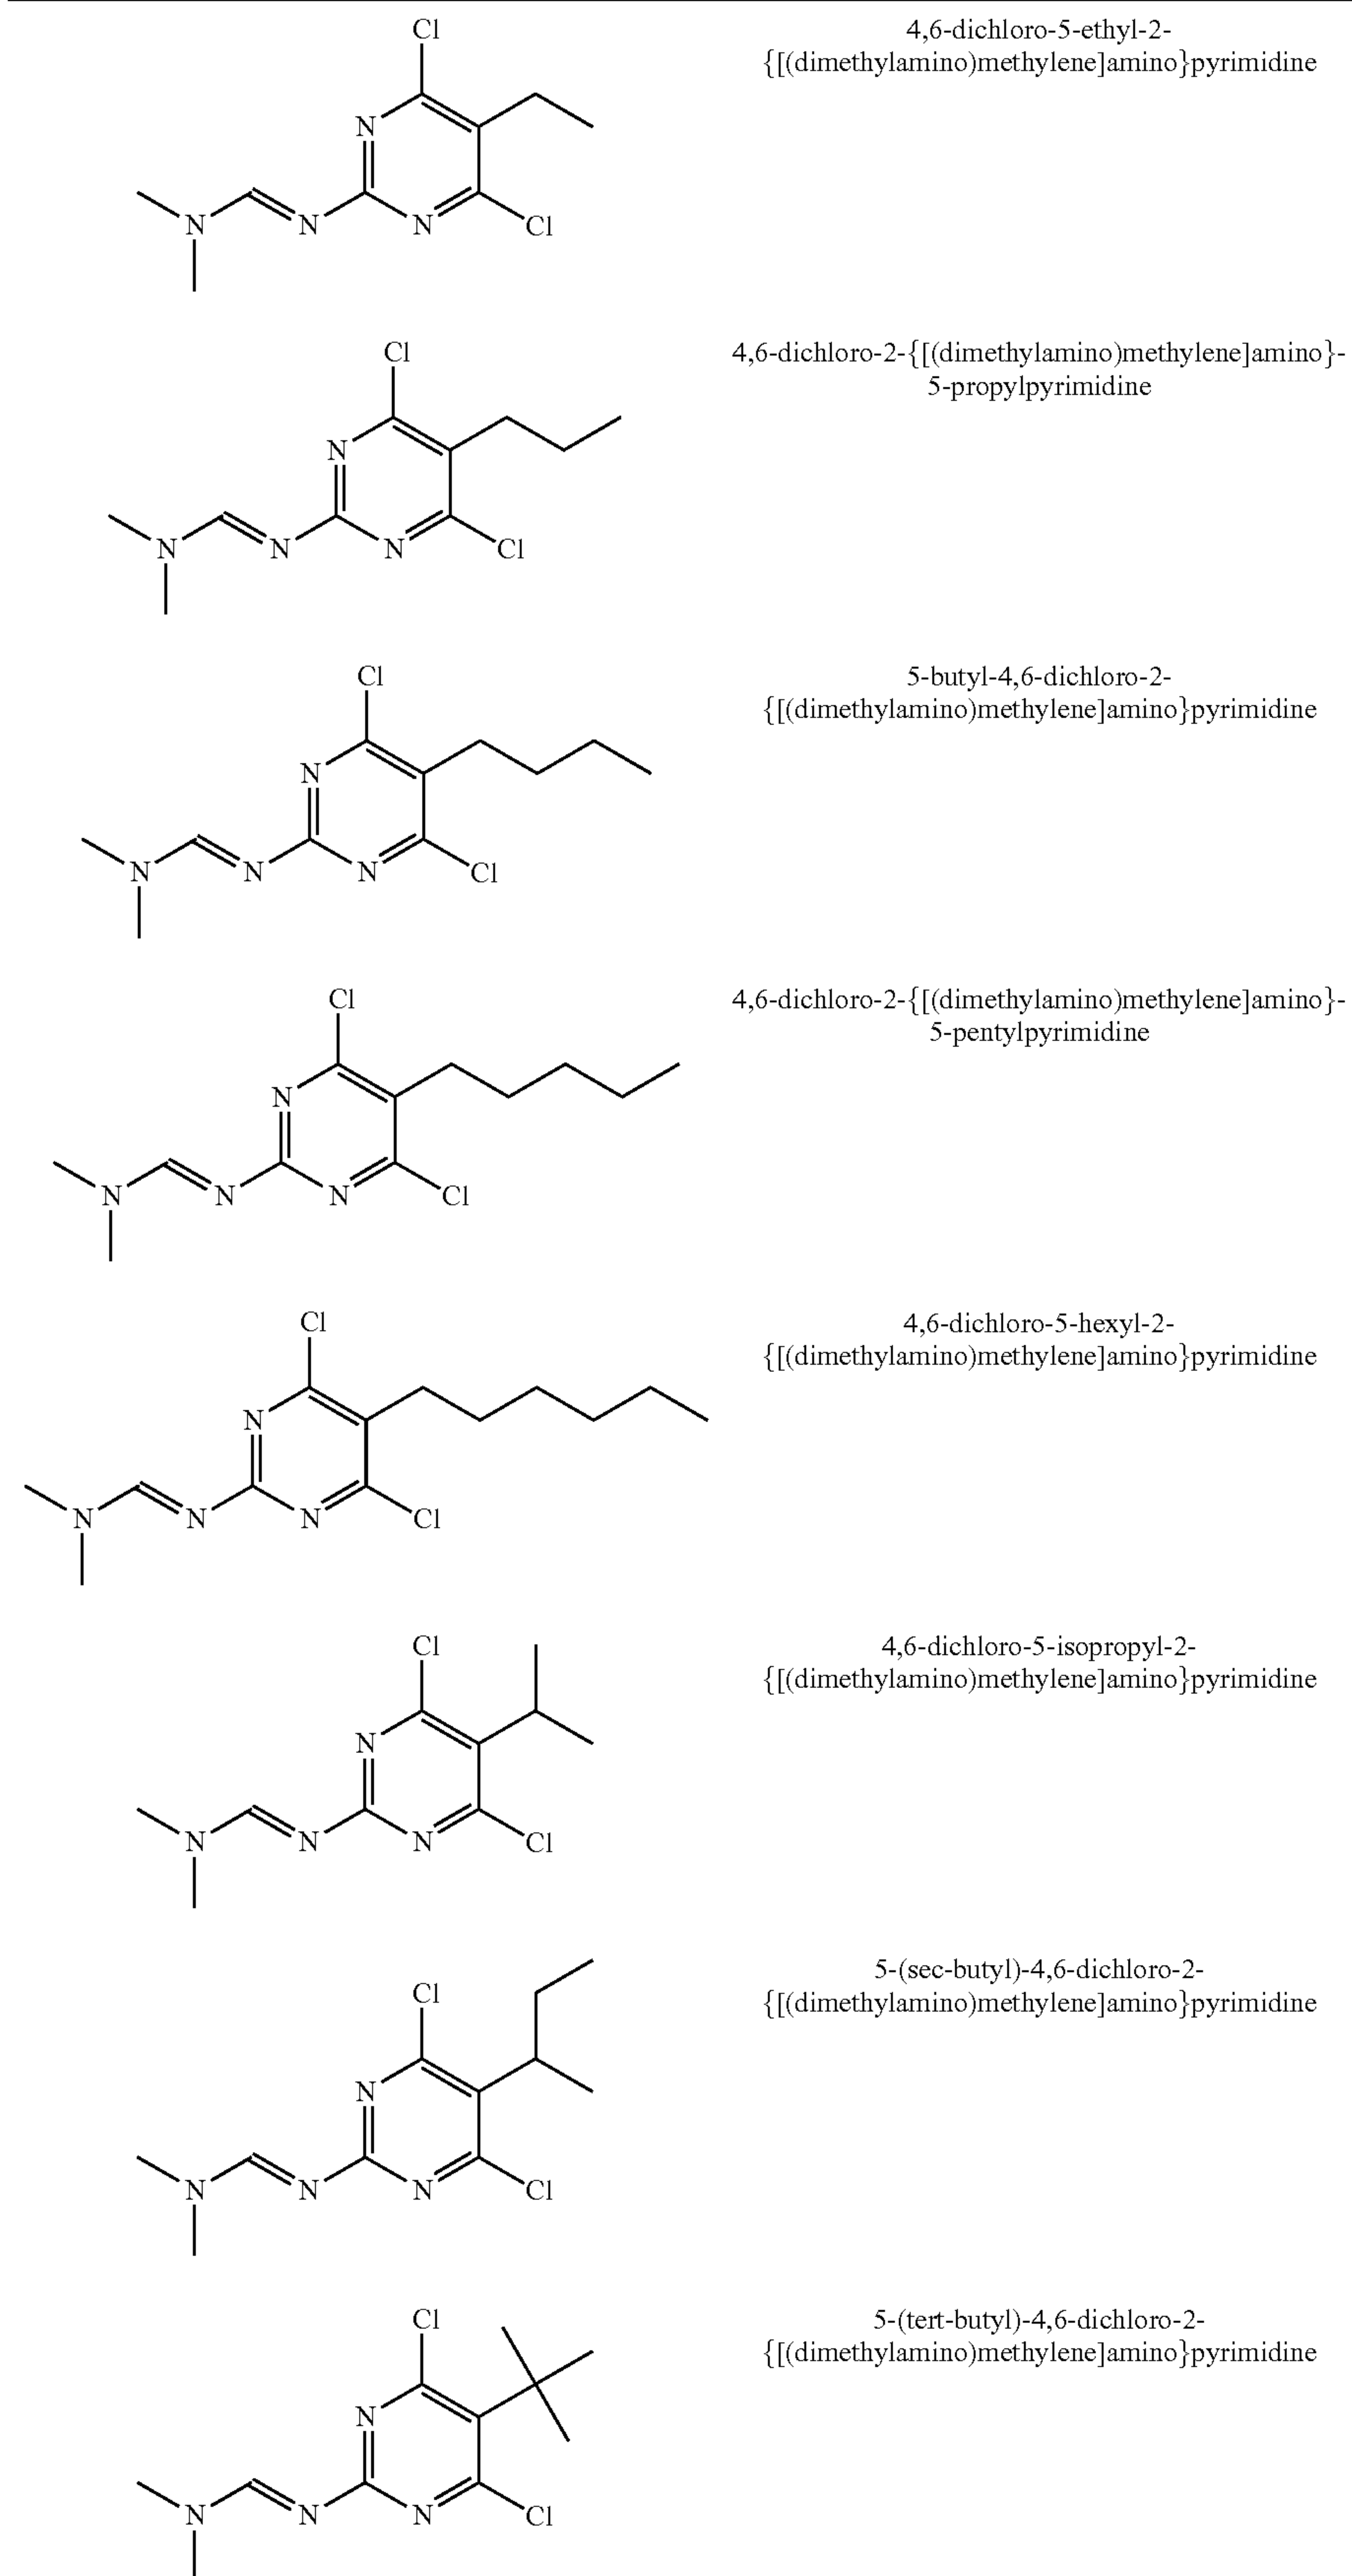 Cl
4,6-dichloro-5-ethyl-2-
{[(dimethylamino)methylene]amino}pyrimidine
N
N N N Cl
Cl
4,6-dichloro-2-{[(dimethylamino)methylene]amino}-
5-propylpyrimidine
N
N N N Cl
Cl
5-butyl-4,6-dichloro-2-
{[(dimethylamino)methylene]amino}pyrimidine
N
N N N Cl
Cl
4,6-dichloro-2-{[(dimethylamino)methylene]amino}-
5-pentylpyrimidine
N
N N N Cl
Cl
4,6-dichloro-5-hexyl-2-
{[(dimethylamino)methylene]amino}pyrimidine
N
N N N Cl
Cl
4,6-dichloro-5-isopropyl-2-
{[(dimethylamino)methylene]amino}pyrimidine
N
N N N Cl
Cl
5-(sec-butyl)-4,6-dichloro-2-
{[(dimethylamino)methylene]amino}pyrimidine
N
N N N Cl
Cl
5-(tert-butyl)-4,6-dichloro-2-
{[(dimethylamino)methylene]amino}pyrimidine
N
N N N Cl